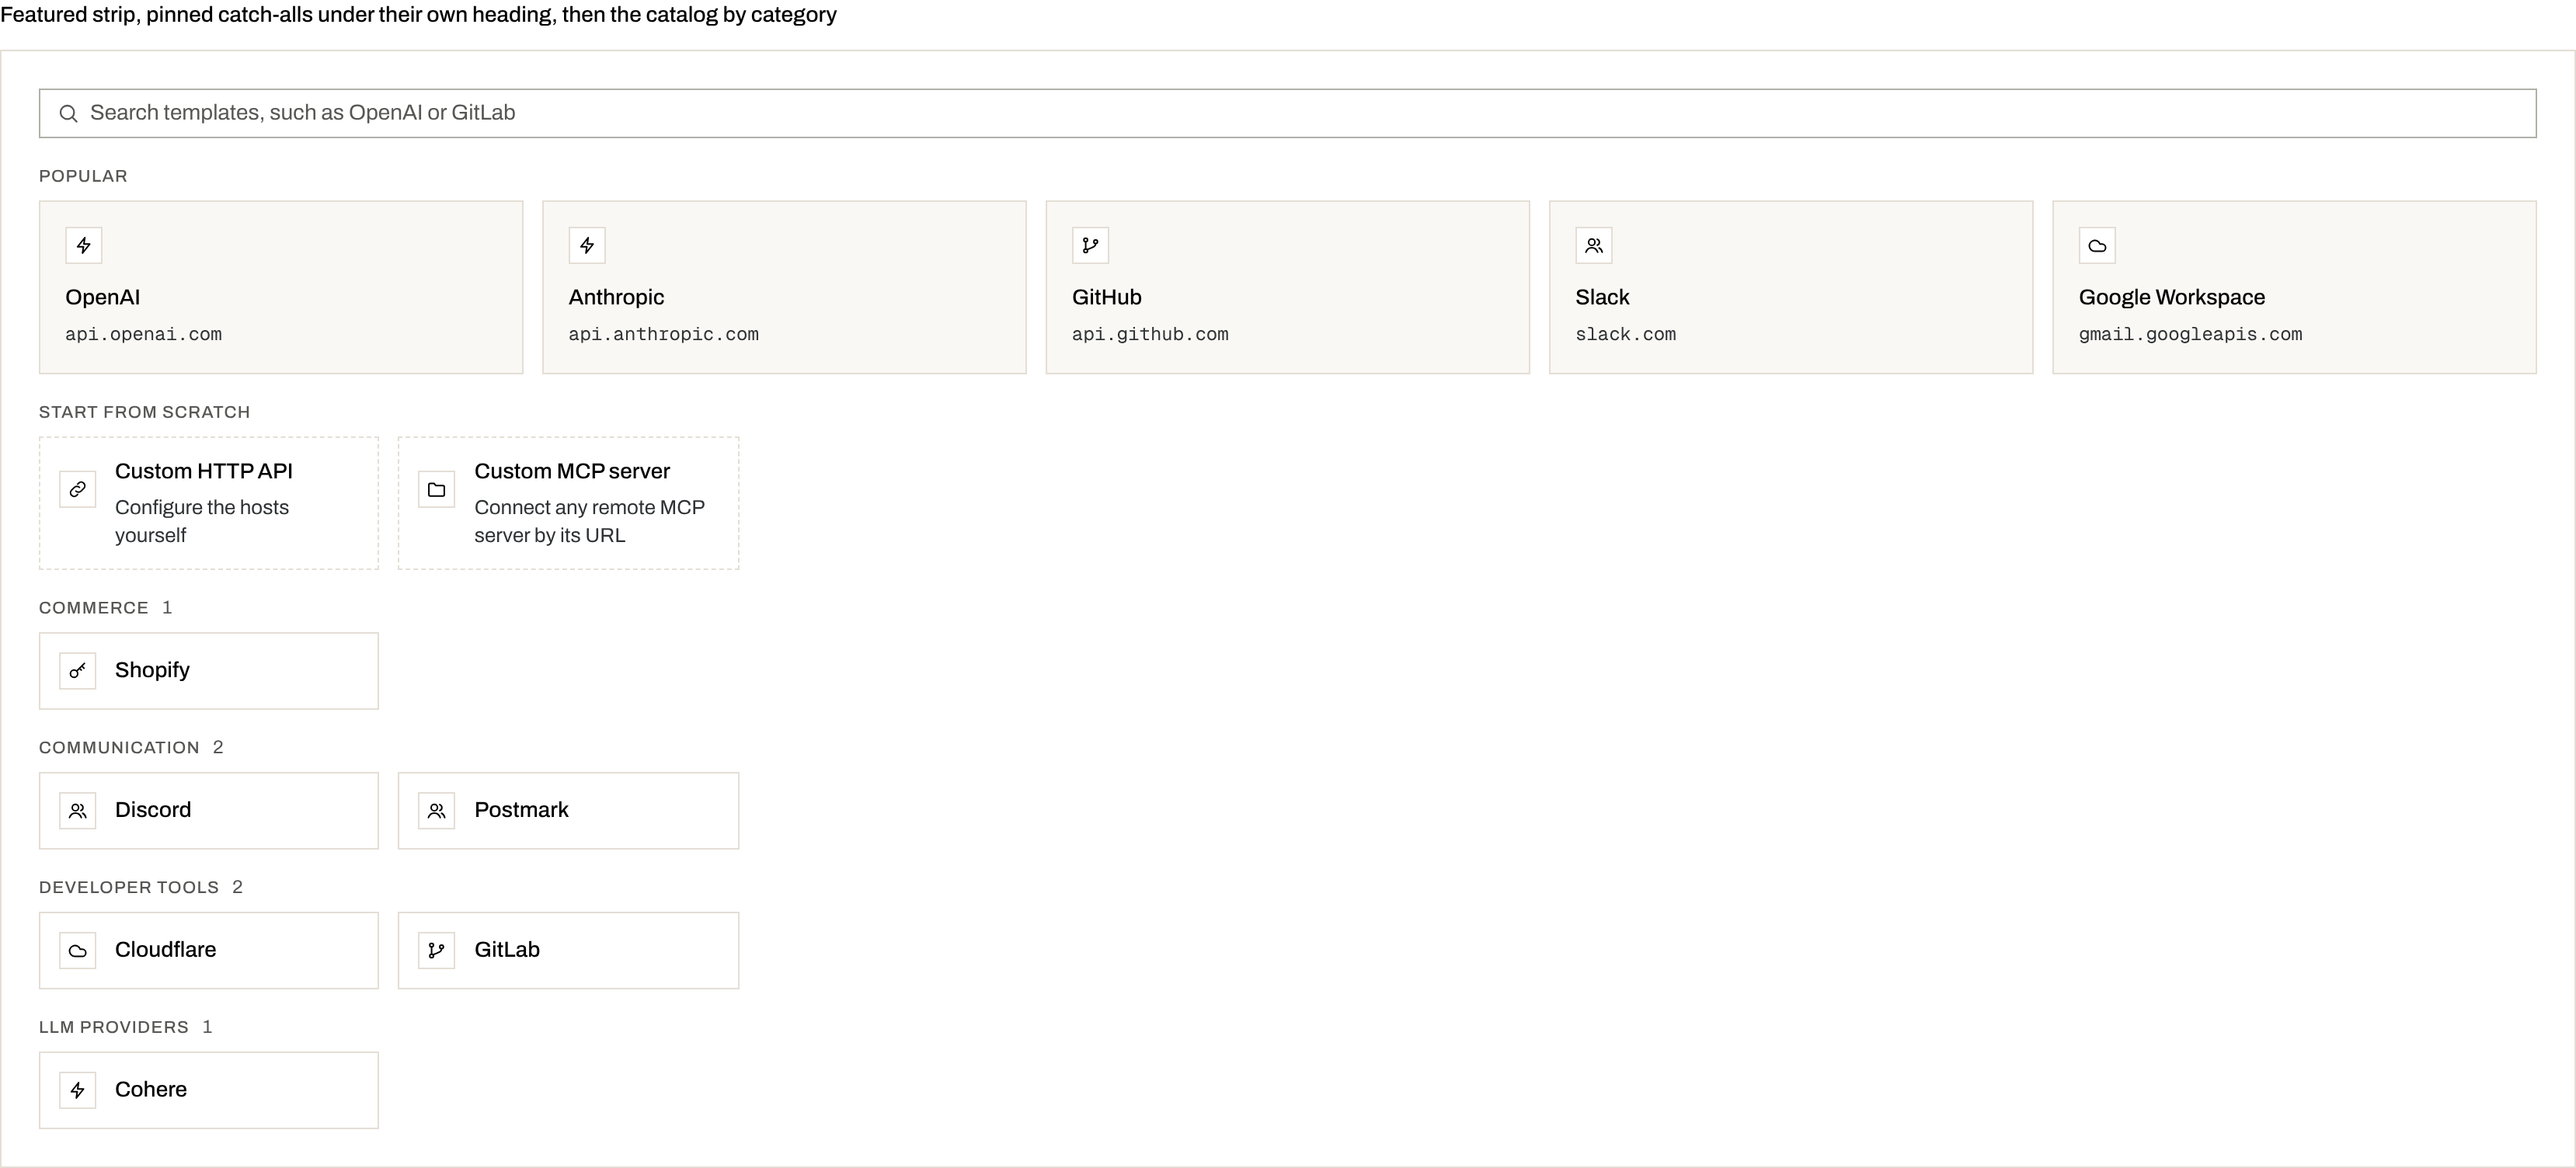 Featured strip, pinned catch-alls under their own heading, then the catalog by category
Search templates, such as OpenAI or GitLab
POPULAR
OpenAI
api.openai.com
Anthropic
api.anthropic.com
GitHub
api.github.com
Slack
slack.com
Google Workspace
gmail.googleapis.com
START FROM SCRATCH
Custom HTTP API
Configure the hosts
yourself
Custom MCP server
Connect any remote MCP
server by its URL
COMMERCE 1
Shopify
COMMUNICATION 2
Discord
Postmark
DEVELOPER TOOLS 2
Cloudflare
GitLab
LLM PROVIDERS 1
Cohere